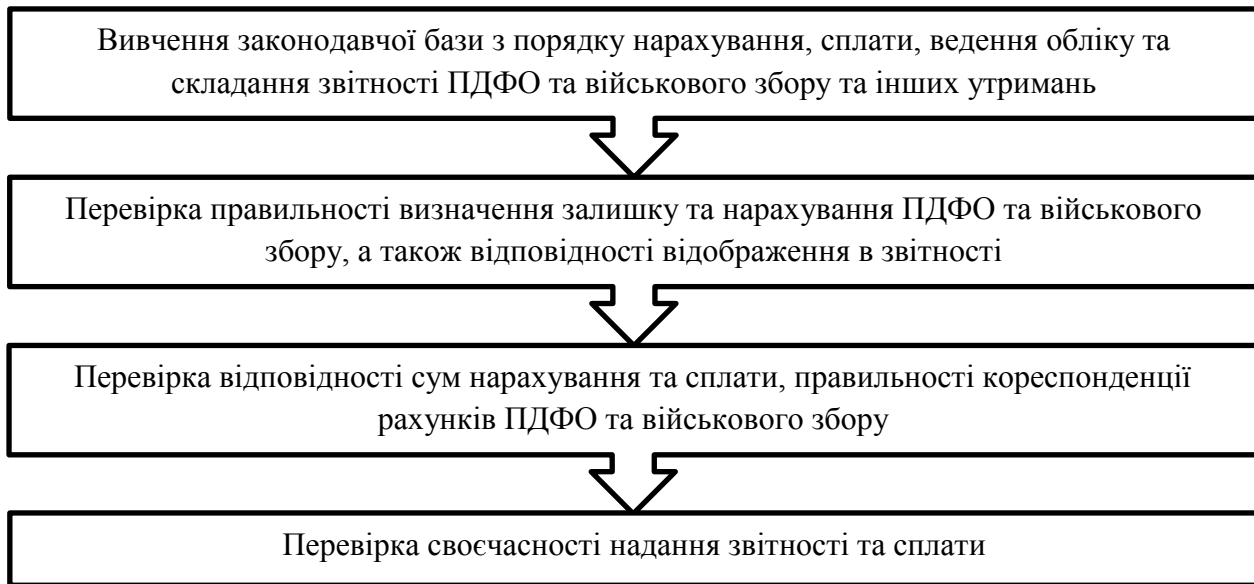 Вивчення законодавчої бази з порядку нарахування, сплати, ведення обліку та
складання звітності ПДФО та військового збору та інших утримань
Перевірка правильності визначення залишку та нарахування ПДФО та військового
збору, а також відповідності відображення в звітності
Перевірка відповідності сум нарахування та сплати, правильності кореспонденції
рахунків ПДФО та військового збору
Перевірка своєчасності надання звітності та сплати